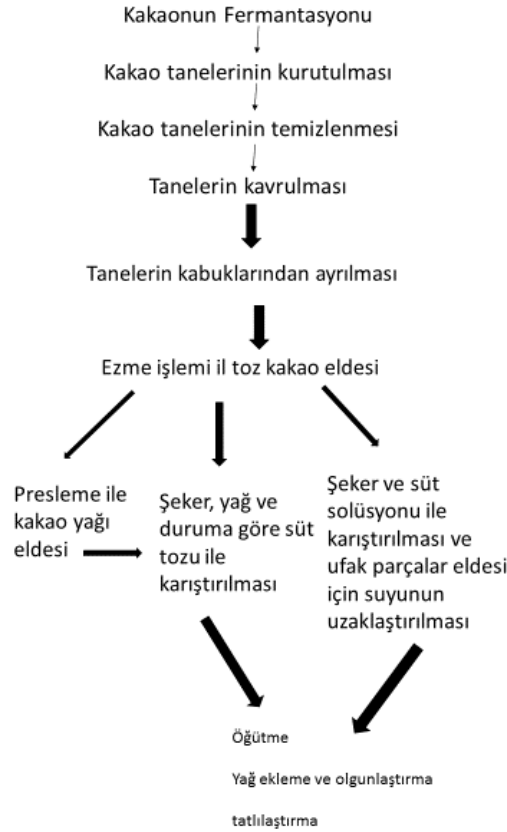 Kakaonun Fermantasyonu
Kakao tanelerinin kurutulması
Kakao tanelerinin temizlenmesi
Tanelerin kavrulması
Tanelerin kabuklarından ayrılması
Ezme işlemi il toz kakao eldesi
Presleme ile
kakao yağı
eldesi
Şeker, yağ ve
duruma göre süt
tozu ile
karıştırılması
Şeker ve süt
solüsyonu ile
karıştırılması ve
ufak parçalar eldesi
için suyunun
uzaklaştırılması
Öğütme
Yağ ekleme ve olgunlaştırma
tatlılaştırma